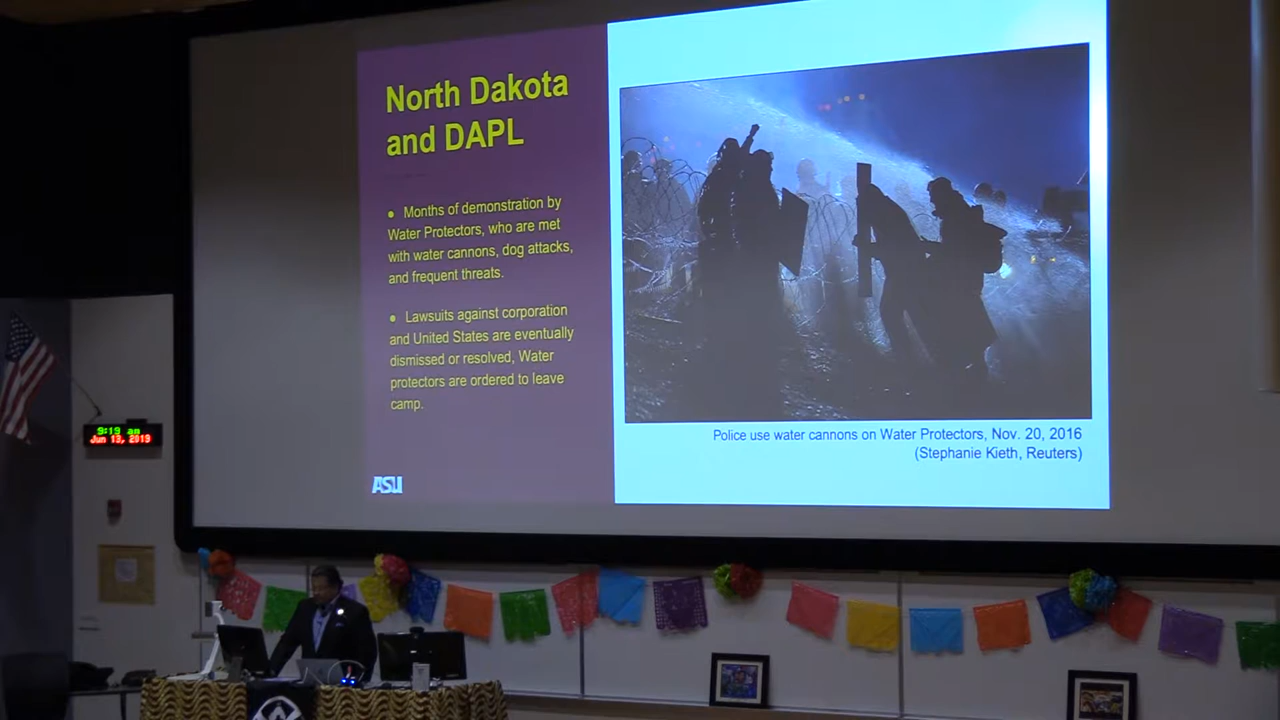 North Dakota
and DAPL
● Months of demonstration by
Water Protectors, who are met
with water cannons, dog attacks,
and frequent threats.
● Lawsuits against corporation
and United States are eventually
dismissed or resolved, Water
protectors are ordered to leave
camp.
ASU
Police use water cannons on Water Protectors, Nov. 20, 2016
(Stephanie Kieth, Reuters)
9:19 am
Jun 13, 2019